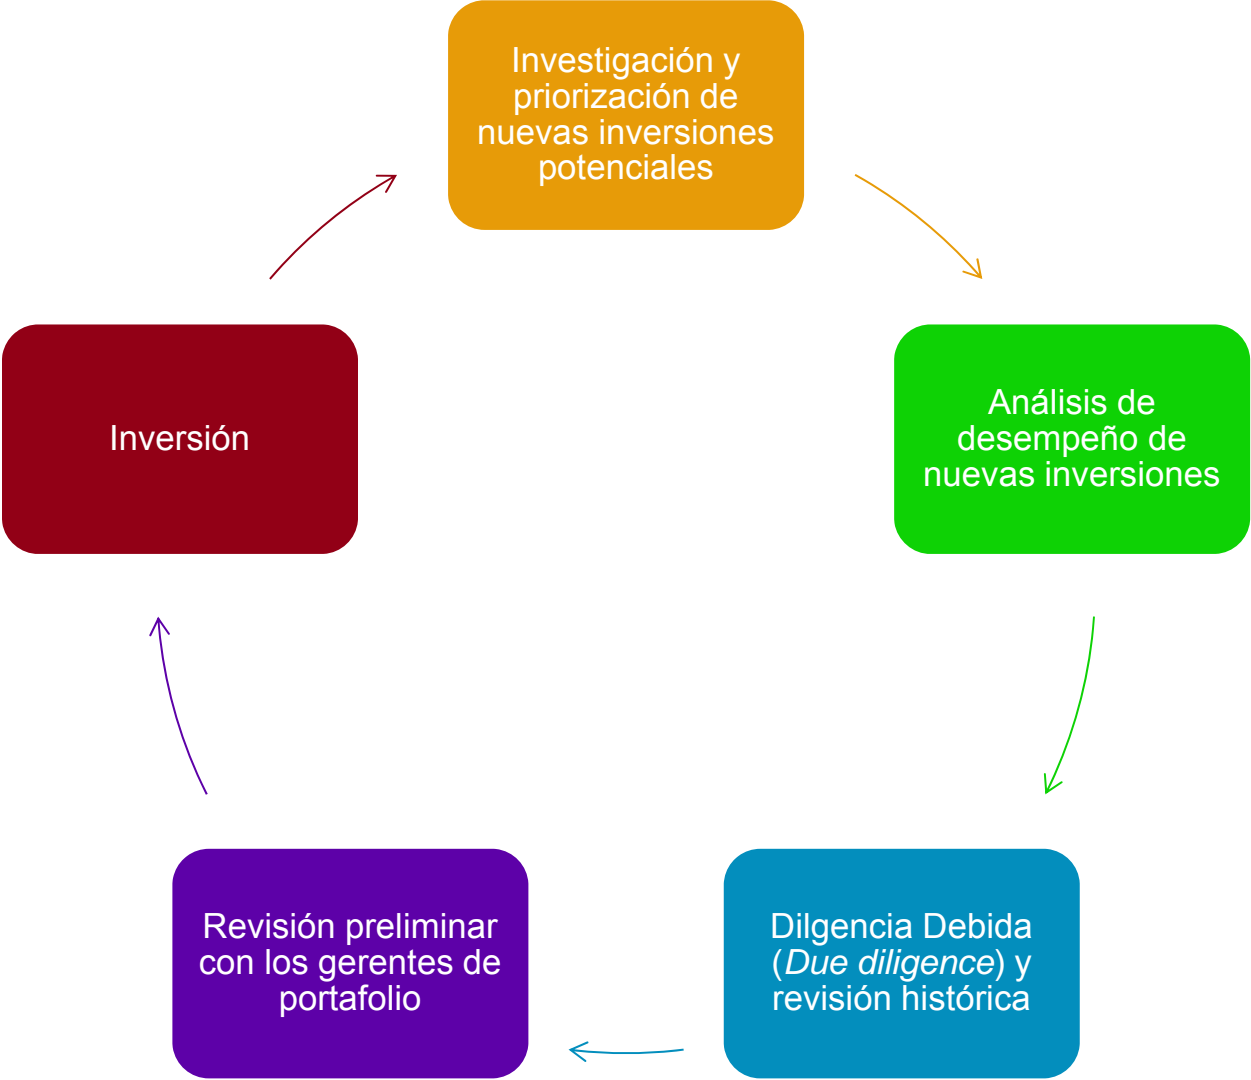 Investigación y
priorización de
nuevas inversiones
potenciales
Análisis de
desempeño de
nuevas inversiones
Dilgencia Debida
(Due diligence) y
revisión histórica
Revisión preliminar
con los gerentes de
portafolio
Inversión